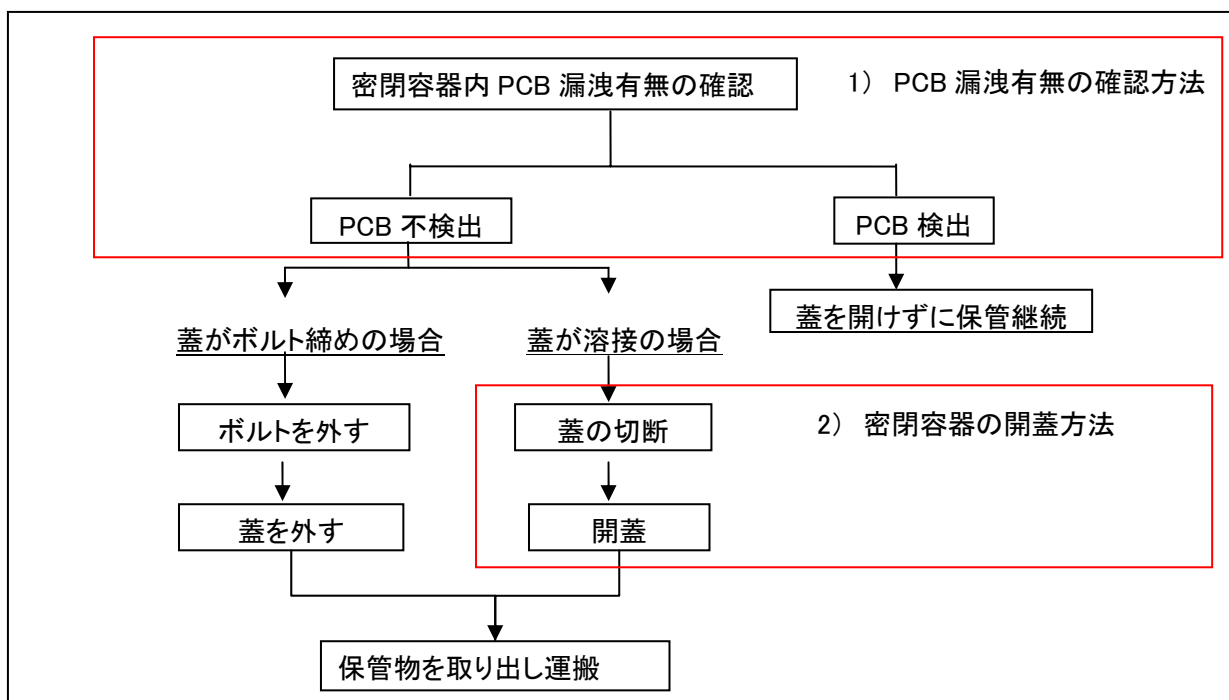 密閉容器内 PCB 漏洩有無の確認
1） PCB 漏洩有無の確認方法
PCB 不検出
PCB 検出
蓋を開けずに保管継続
蓋がボルト締めの場合
蓋が溶接の場合
ボルトを外す
蓋の切断
2） 密閉容器の開蓋方法
蓋を外す
開蓋
保管物を取り出し運搬